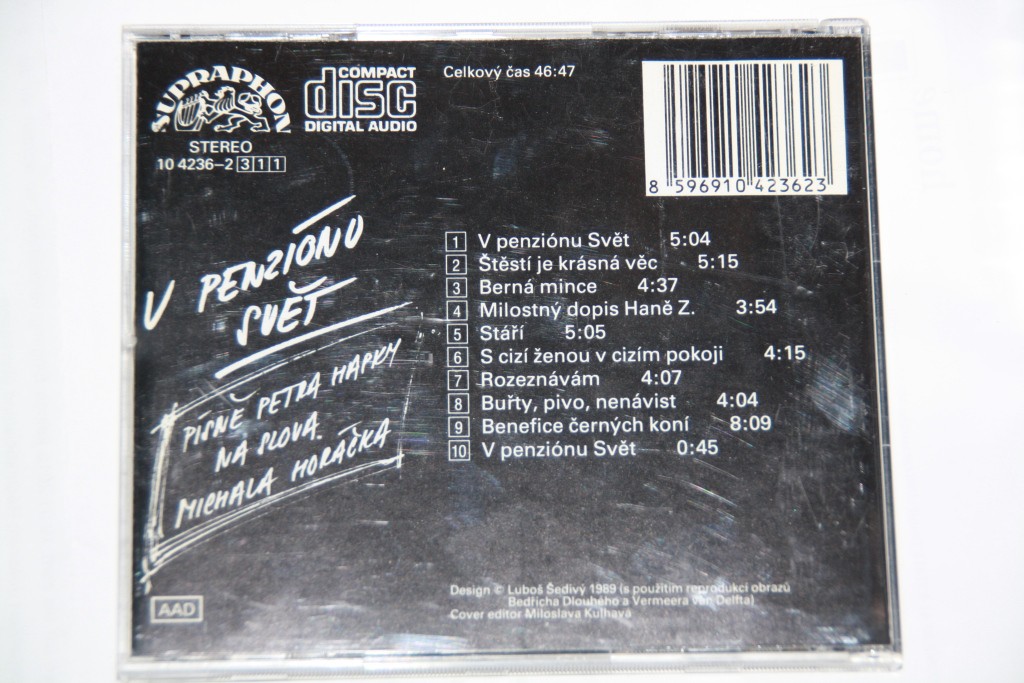 SUPRAPHON
COMPACT
disc
DIGITAL AUDIO
STEREO
10 4236-2 311
Celkový čas 46:47
8 596910 423623
V PENZIÓNU
SVĚT
PÍSNĚ PETRA HAPKY
NA SLOVA
MICHALA HORÁČKA
1 V penziónu Svět 5:04
2 Štěstí je krásná věc 5:15
3 Berná mince 4:37
4 Milostný dopis Haně Z. 3:54
5 Stáří 5:05
6 S cizí ženou v cizím pokoji 4:15
7 Rozeznávám 4:07
8 Buřty, pivo, nenávist 4:04
9 Benefice černých koní 8:09
10 V penziónu Svět 0:45
AAD
Design © Luboš Šedivý 1989 (s použitím reprodukcí obrazů
Bedřicha Dlouhého a Vermeera van Delfta)
Cover editor Miloslava Kulhavá